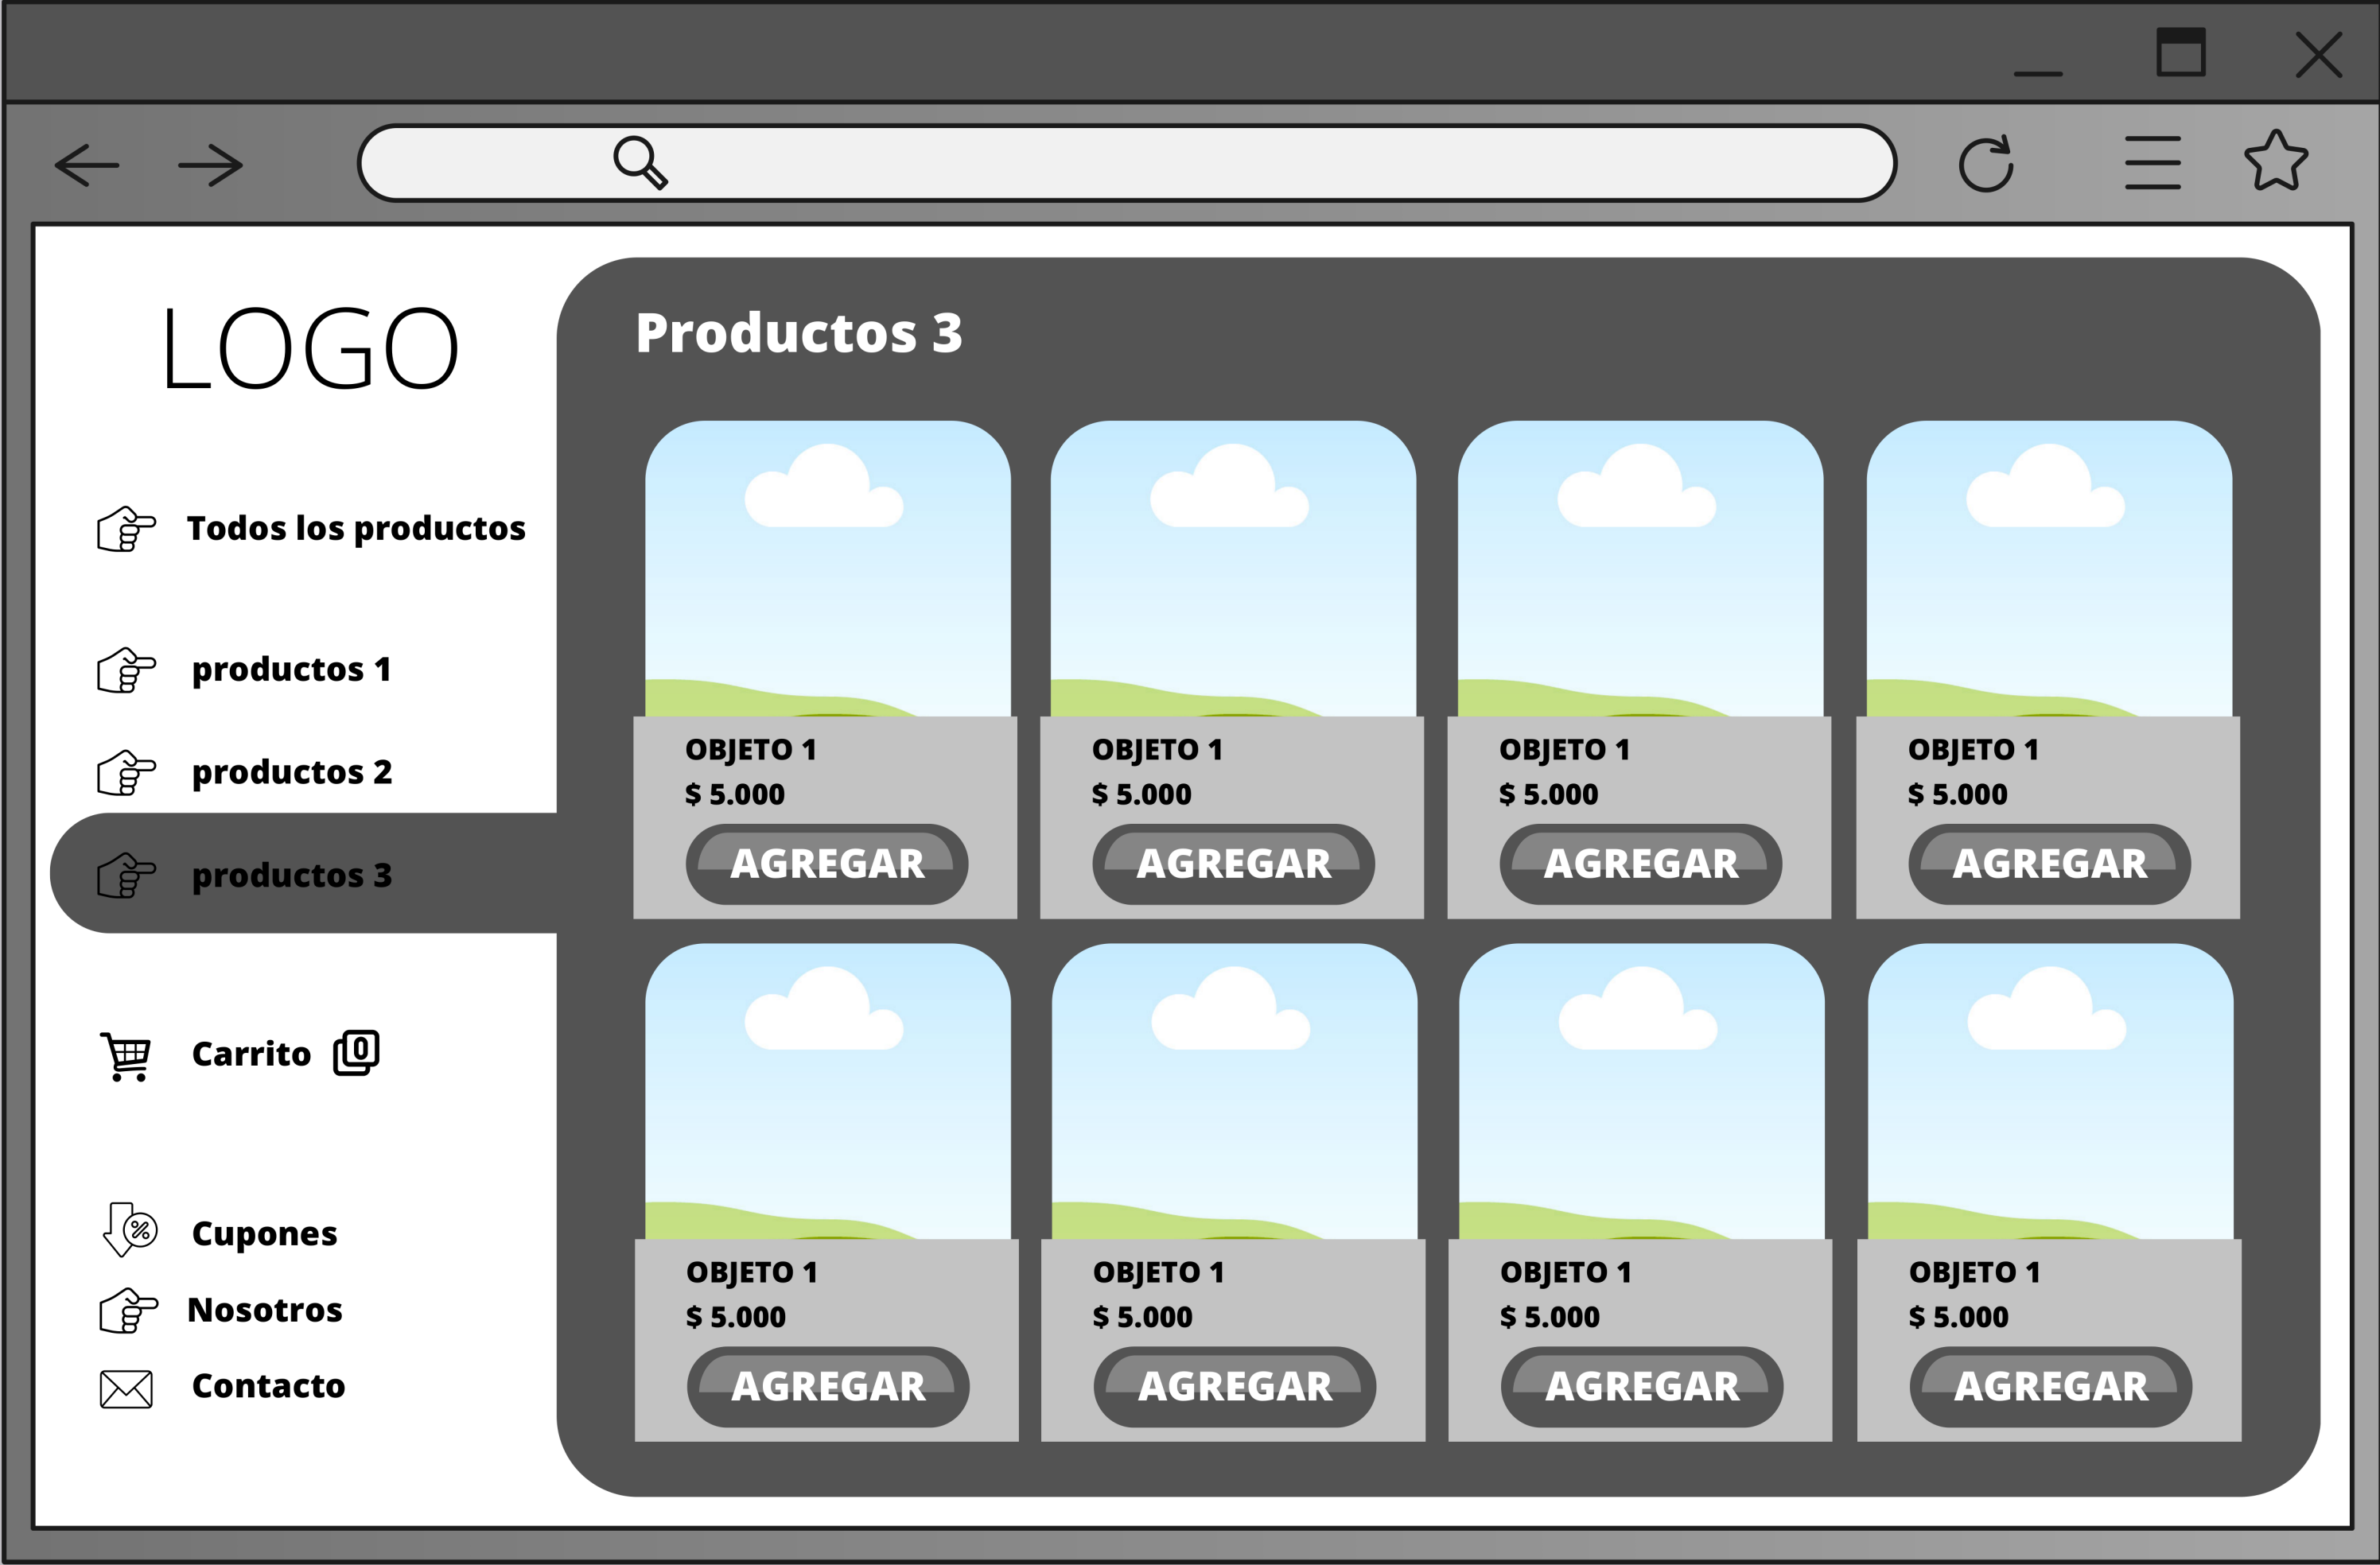 LOGO
Todos los productos
productos 1
productos 2
productos 3
Carrito 0
Cupones
%
Nosotros
Contacto
Productos 3
OBJETO 1
$ 5.000
AGREGAR
OBJETO 1
$ 5.000
AGREGAR
OBJETO 1
$ 5.000
AGREGAR
OBJETO 1
$ 5.000
AGREGAR
OBJETO 1
$ 5.000
AGREGAR
OBJETO 1
$ 5.000
AGREGAR
OBJETO 1
$ 5.000
AGREGAR
OBJETO 1
$ 5.000
AGREGAR